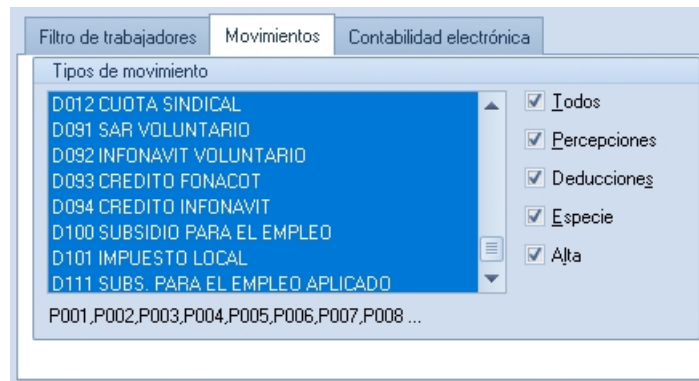 Filtro de trabajadores Movimientos Contabilidad electrónica
Tipos de movimiento
D012 CUOTA SINDICAL
D091 SAR VOLUNTARIO
D092 INFONAVIT VOLUNTARIO
D093 CREDITO FONACOT
D094 CREDITO INFONAVIT
D100 SUBSIDIO PARA EL EMPLEO
D101 IMPUESTO LOCAL
D111 SUBS. PARA EL EMPLEO APLICADO
P001,P002,P003,P004,P005,P006,P007,P008 ...
Todos
Percepciones
Deducciones
Especie
Alta